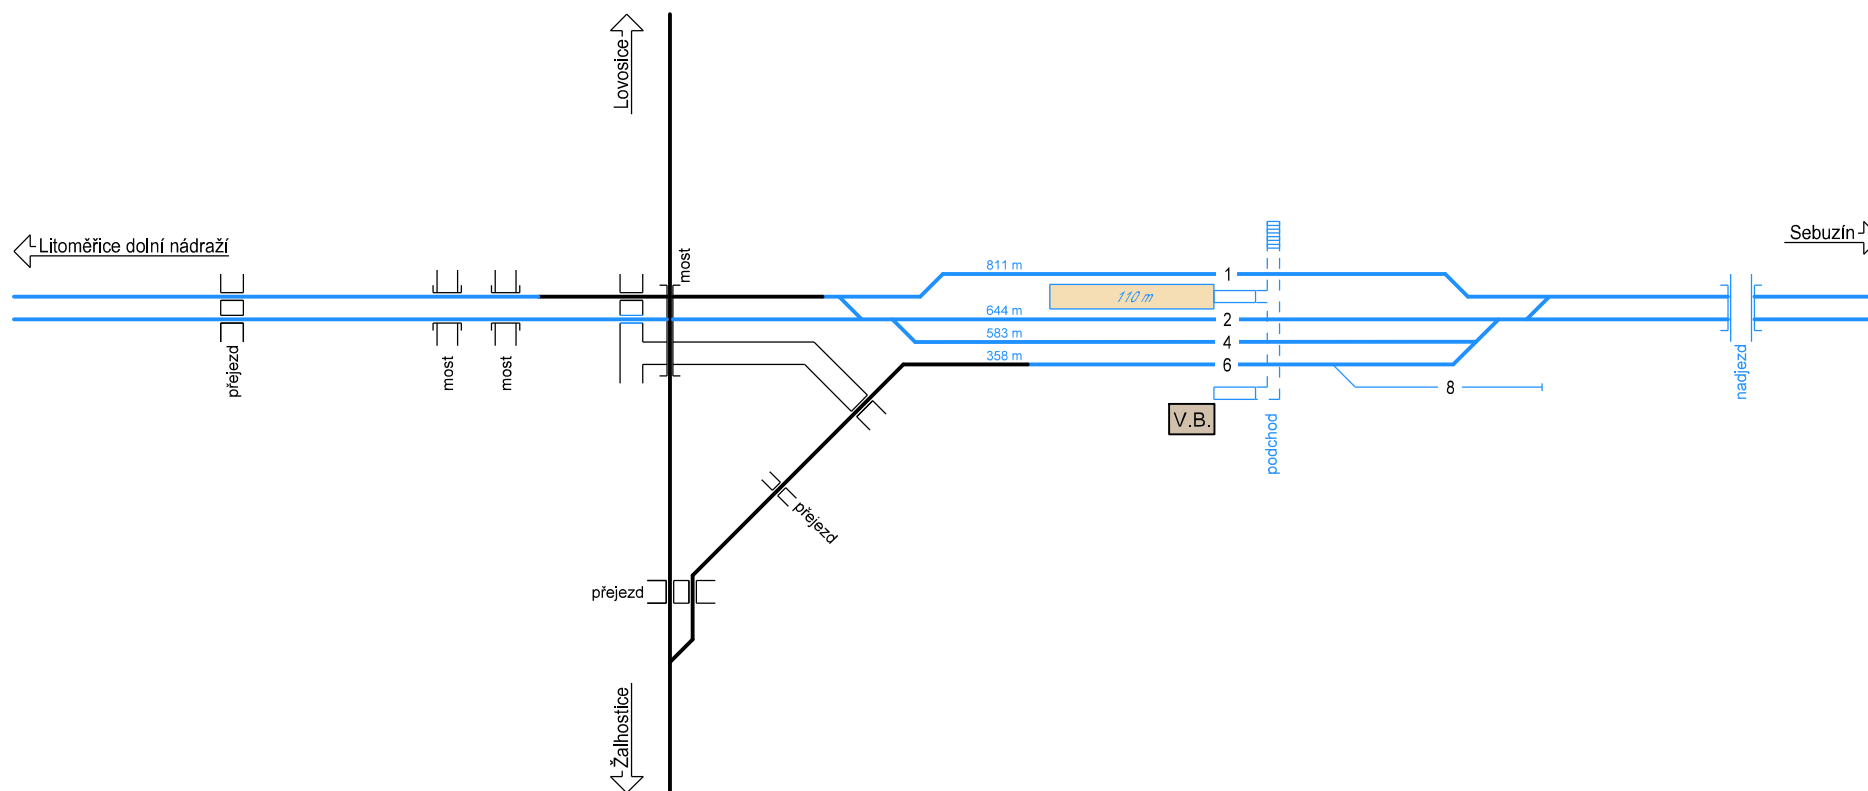 Lovosice
Litoměřice dolní nádraží
Sebuzín
most
811 m
1
110 m
644 m
2
583 m
4
358 m
6
8
přejezd
most
most
nadjezd
V.B.
podchod
přejezd
přejezd
Žalhostice